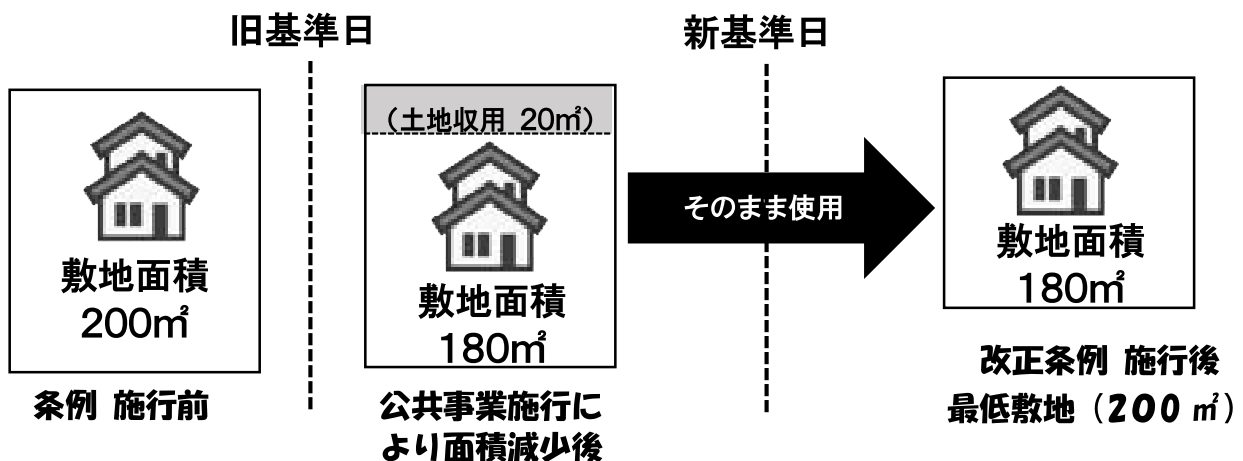 旧基準日
新基準日
敷地面積
200㎡
条例 施行前
(土地収用 20㎡)
敷地面積
180㎡
公共事業施行に
より面積減少後
そのまま使用
敷地面積
180㎡
改正条例 施行後
最低敷地（200 ㎡）